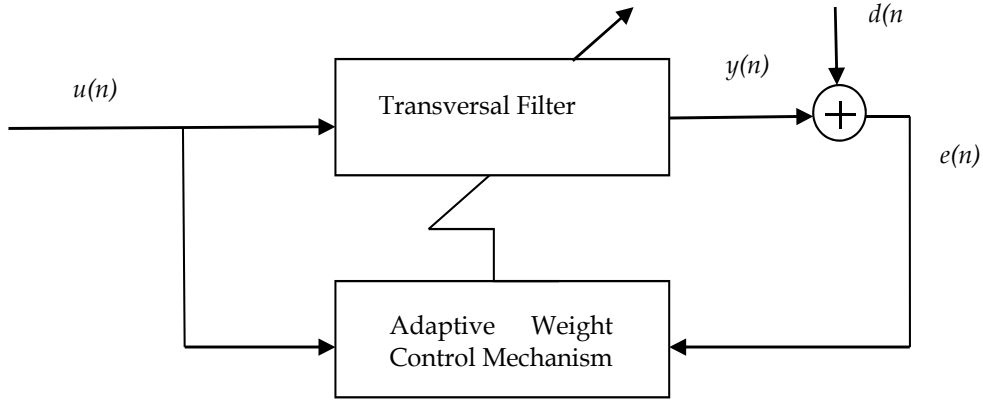 d(n
y(n)
u(n)
Transversal Filter
+
e(n)
Adaptive Weight
Control Mechanism